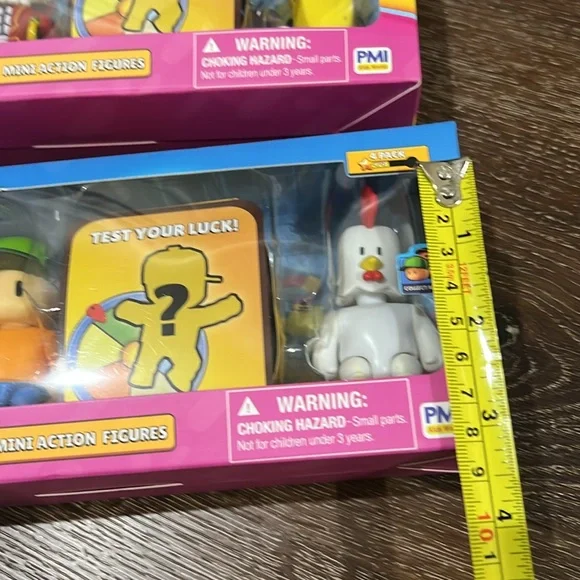 MINI ACTION FIGURES
WARNING:
CHOKING HAZARD-Small parts.
Not for children under 3 years.
PMI
4 PACK
TEST YOUR LUCK!
?
WARNING:
CHOKING HAZARD-Small parts.
Not for children under 3 years.
PM
MINI ACTION FIGURES
2
3
4
5
6
7
8
9
10
1
1
2
3
4